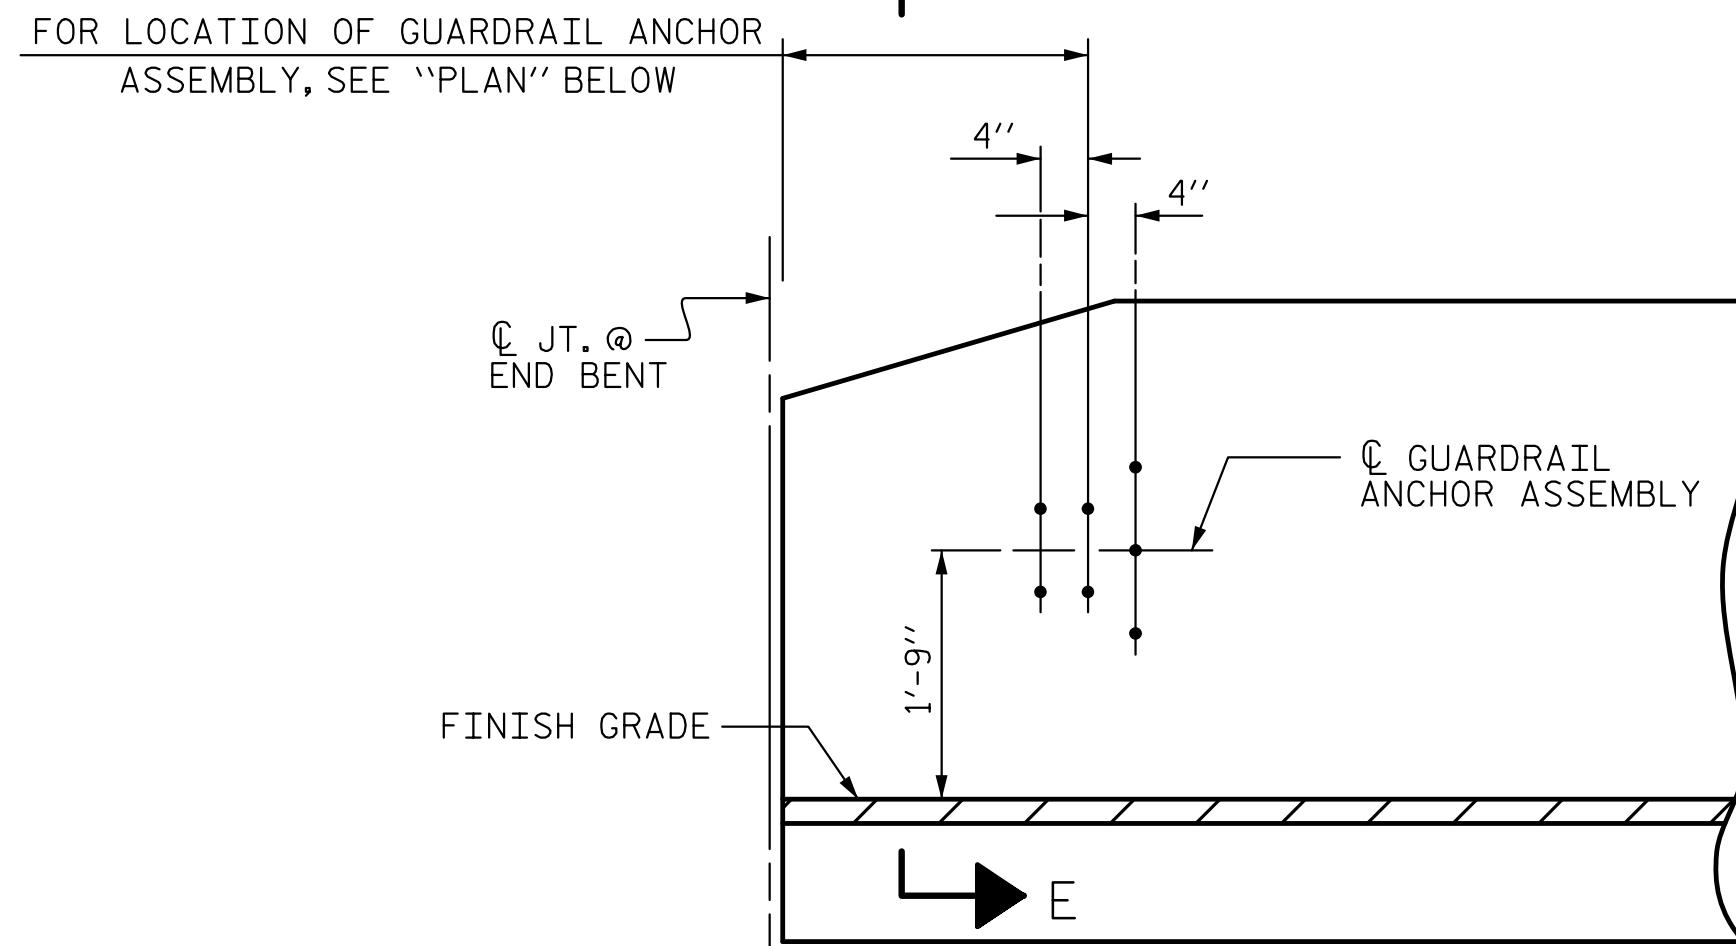 FOR LOCATION OF GUARDRAIL ANCHOR
ASSEMBLY, SEE ‶PLAN″ BELOW
4″
4″
℄ JT. @
END BENT
℄ GUARDRAIL
ANCHOR ASSEMBLY
1′-9″
FINISH GRADE
E